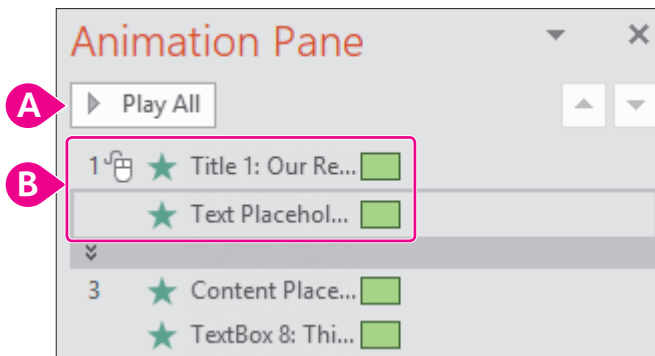 Animation Pane
A Play All
B
1 Title 1: Our Re...
Text Placehol...
3 Content Place...
TextBox 8: Thi...